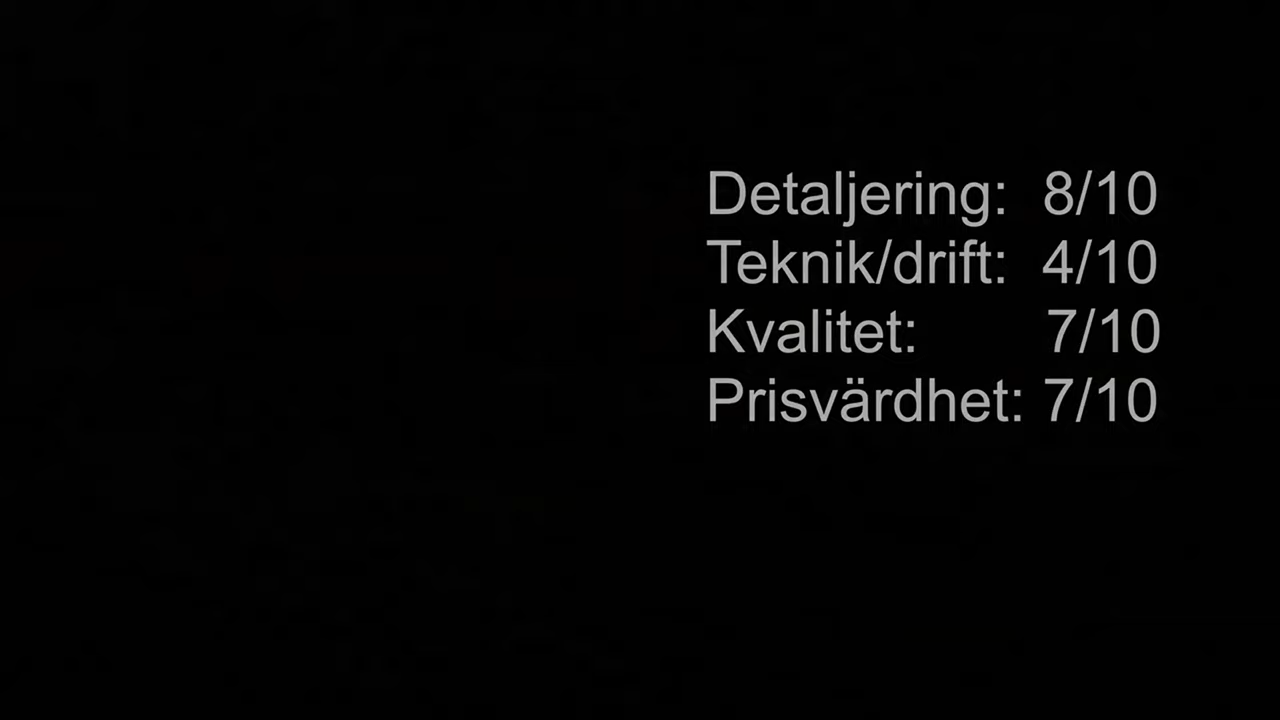 Detaljering: 8/10
Teknik/drift: 4/10
Kvalitet: 7/10
Prisvärdhet: 7/10